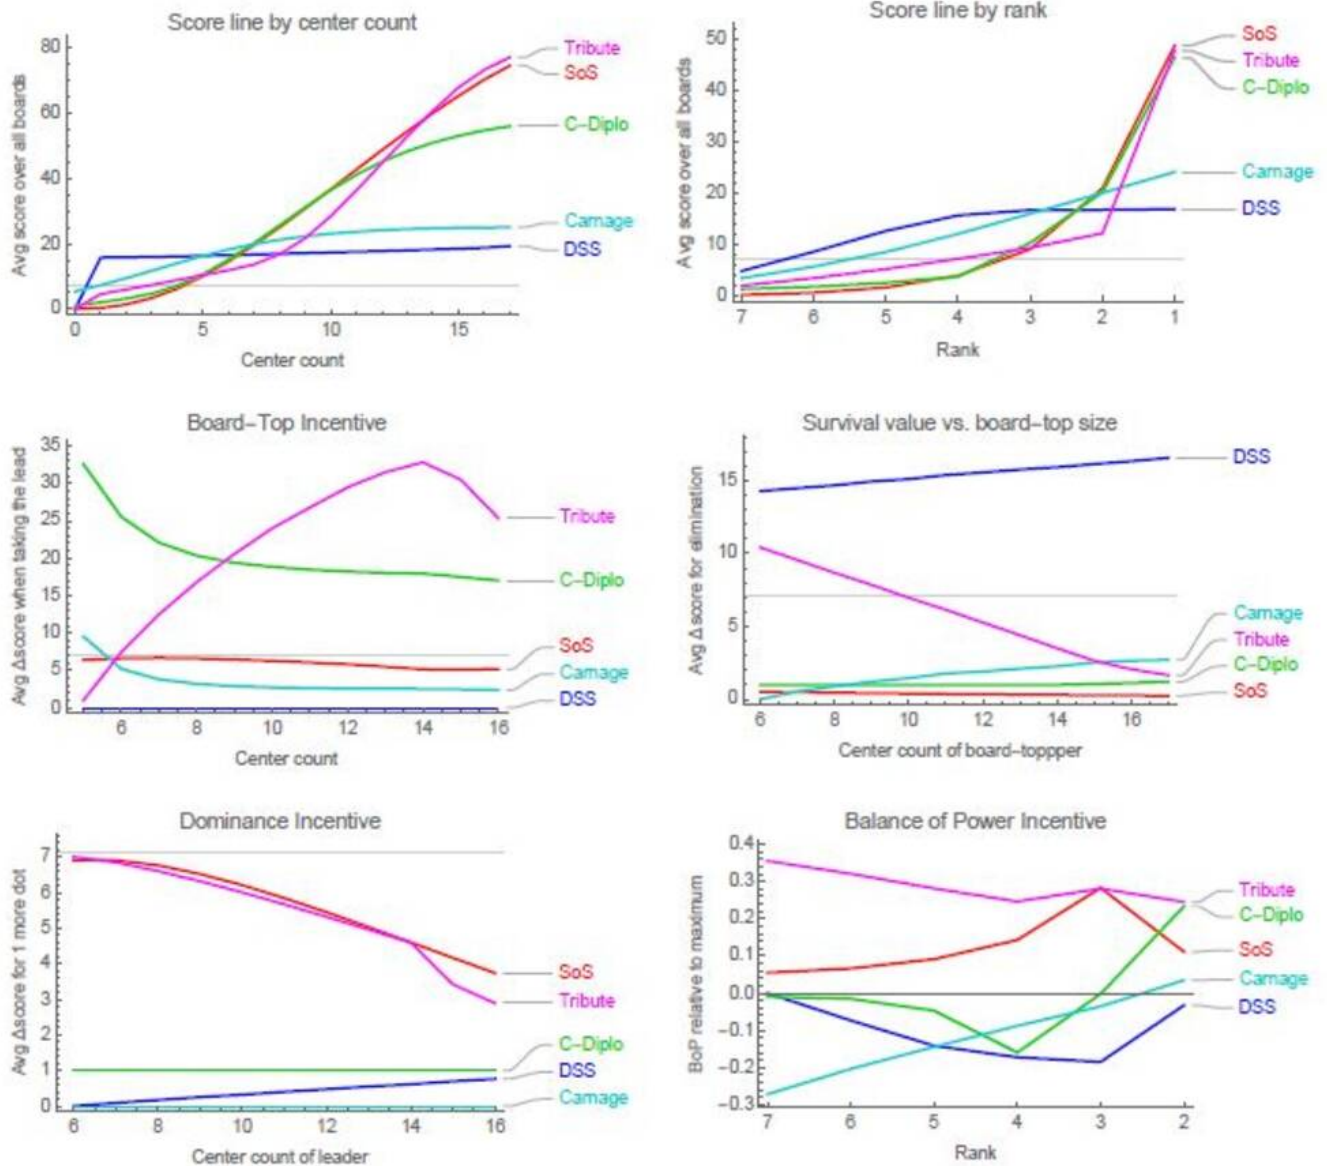 Score line by center count
Avg score over all boards
80
60
40
20
0
0 5 10 15
Center count
Tribute
SoS
C-Diplo
Carnage
DSS
Score line by rank
Avg score over all boards
50
40
30
20
10
0
7 6 5 4 3 2 1
Rank
SoS
Tribute
C-Diplo
Carnage
DSS
Board-Top Incentive
Avg Δscore when taking the lead
35
30
25
20
15
10
5
0
6 8 10 12 14 16
Center count
Tribute
C-Diplo
SoS
Carnage
DSS
Survival value vs. board-top size
Avg Δscore for elimination
15
10
5
0
6 8 10 12 14 16
Center count of board-toppper
DSS
Carnage
Tribute
C-Diplo
SoS
Dominance Incentive
Avg Δscore for 1 more dot
7
6
5
4
3
2
1
0
6 8 10 12 14 16
Center count of leader
SoS
Tribute
C-Diplo
DSS
Carnage
Balance of Power Incentive
BoP relative to maximum
0.4
0.3
0.2
0.1
0.0
-0.1
-0.2
-0.3
7 6 5 4 3 2
Rank
Tribute
C-Diplo
SoS
Carnage
DSS